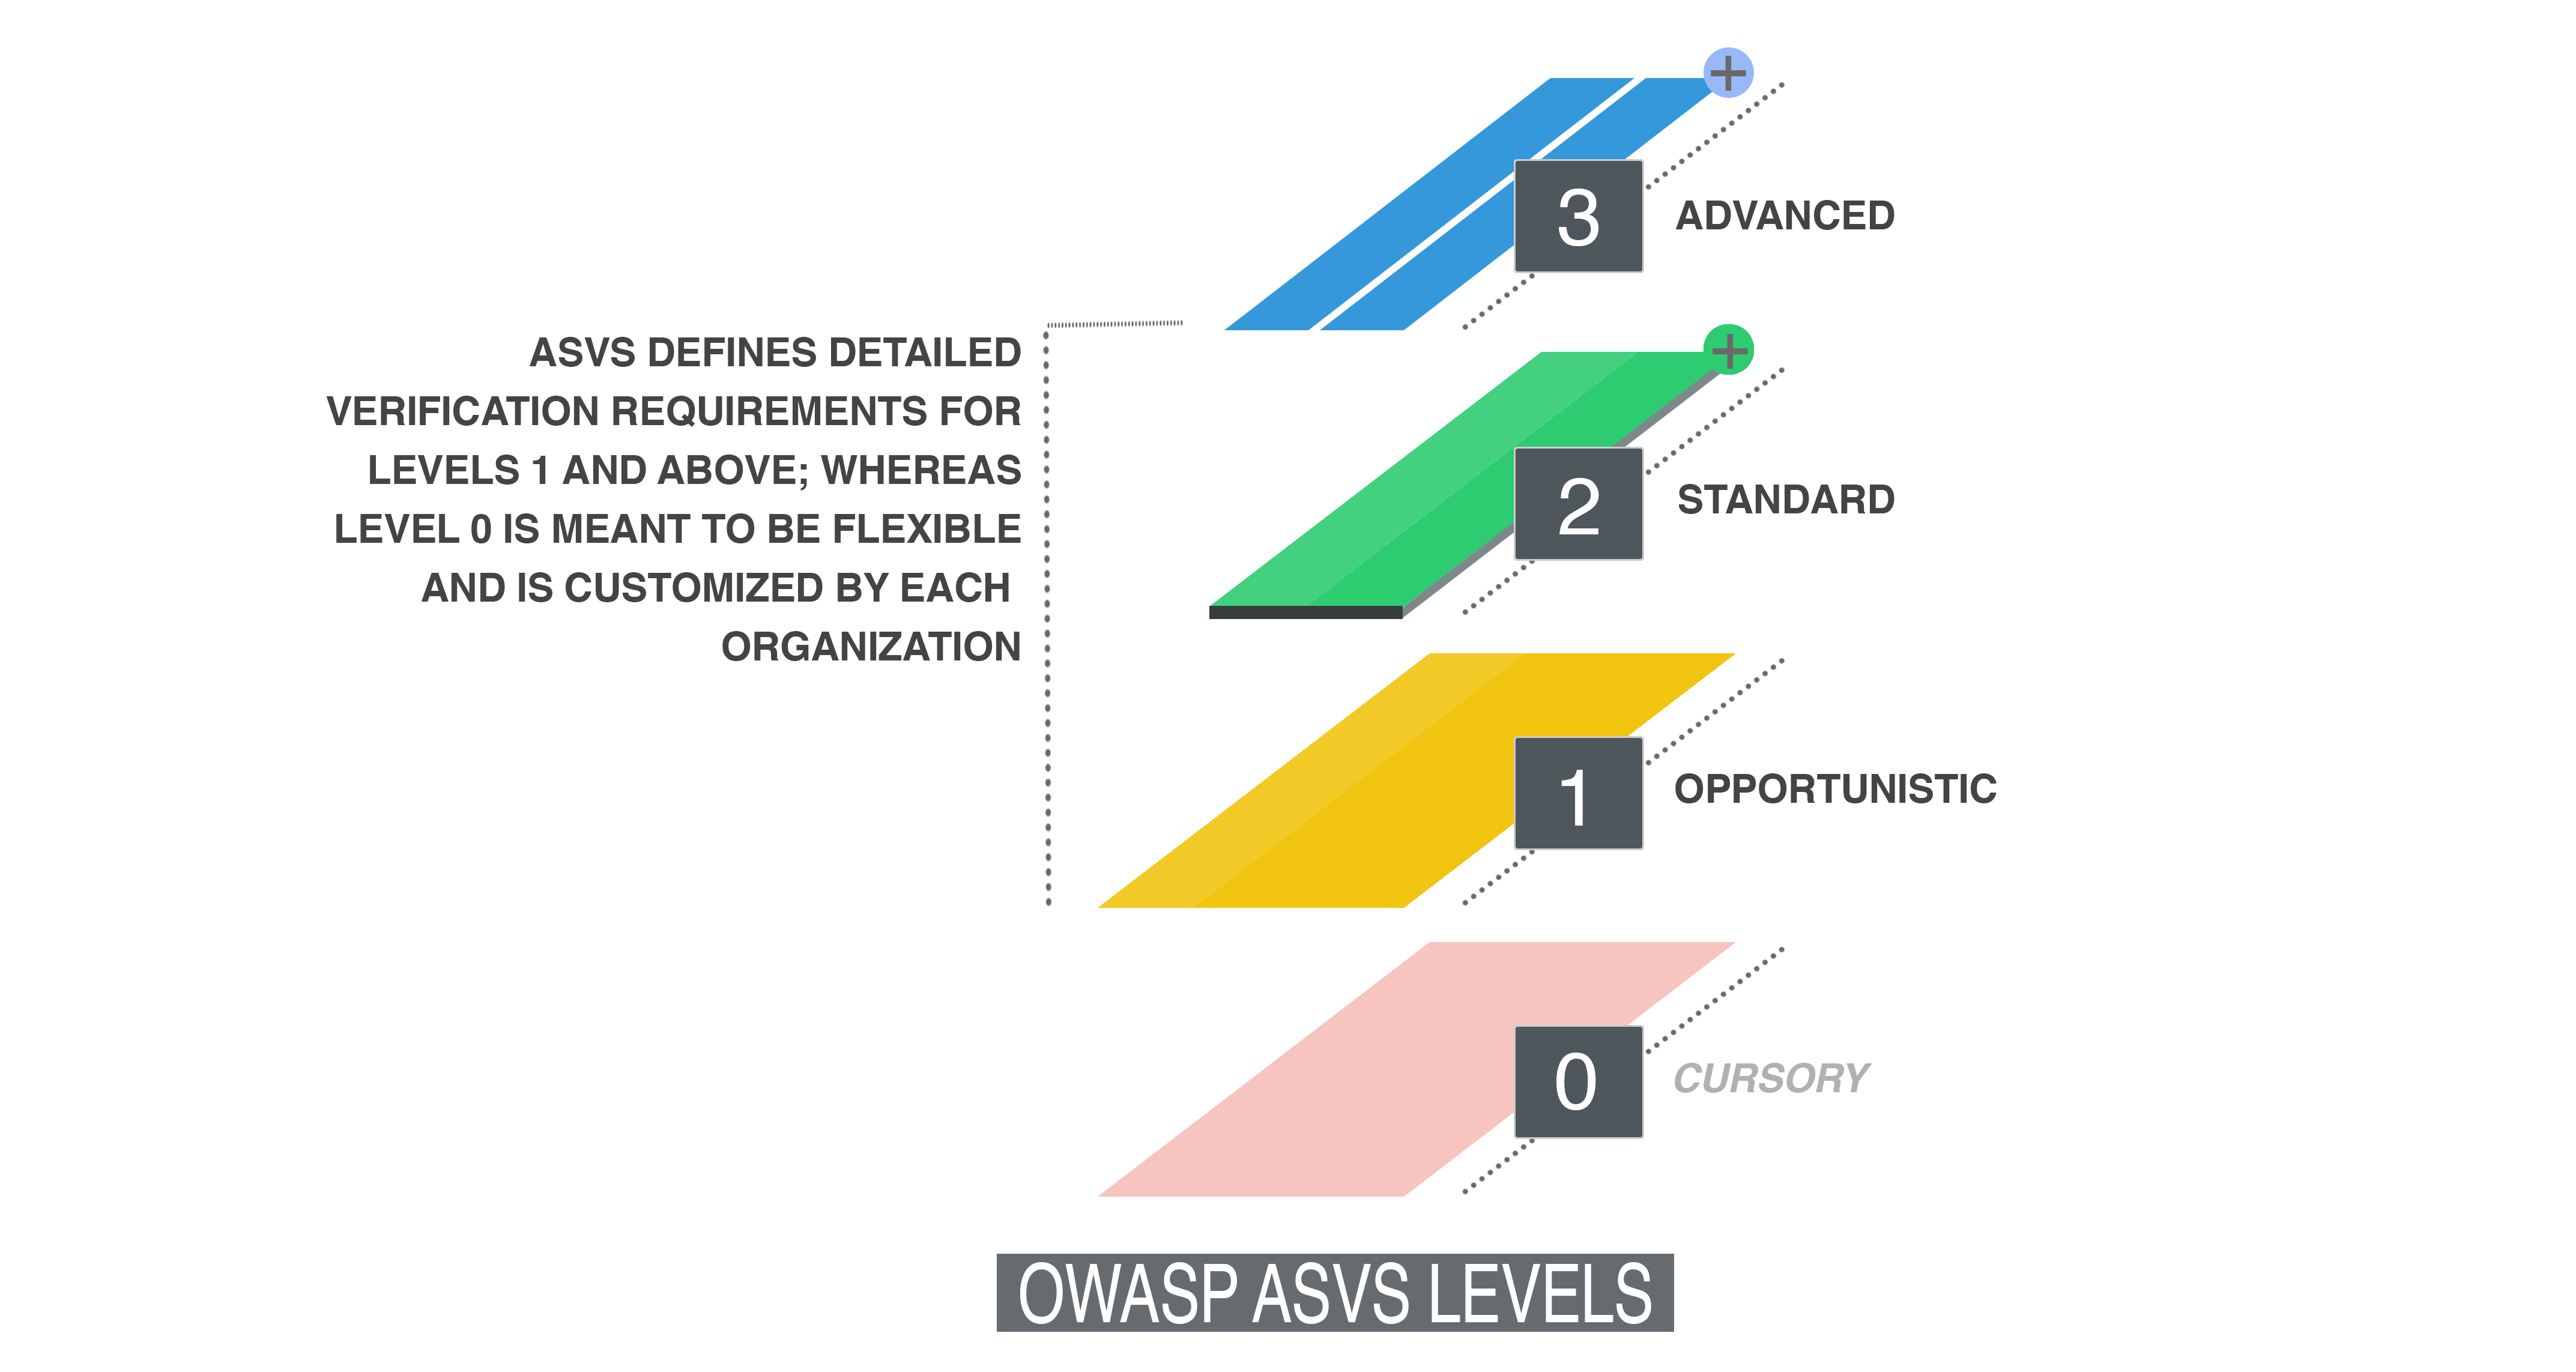 3
ADVANCED
ASVS DEFINES DETAILED
VERIFICATION REQUIREMENTS FOR
LEVELS 1 AND ABOVE; WHEREAS
LEVEL 0 IS MEANT TO BE FLEXIBLE
AND IS CUSTOMIZED BY EACH
ORGANIZATION
2
STANDARD
1
OPPORTUNISTIC
0
CURSORY
OWASP ASVS LEVELS